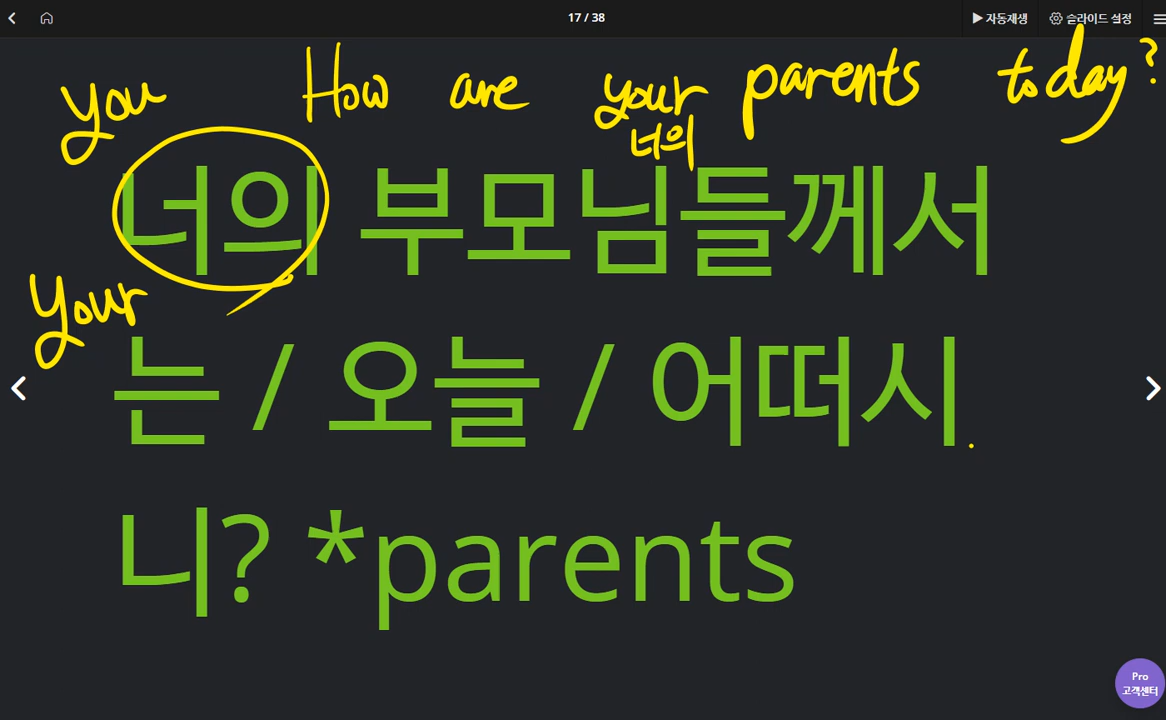 17 / 38
▶ 자동재생
슬라이드 설정
you How are your parents today?
너의
너의 부모님들께서
Your
는 / 오늘 / 어떠시
니? *parents
Pro
고객센터